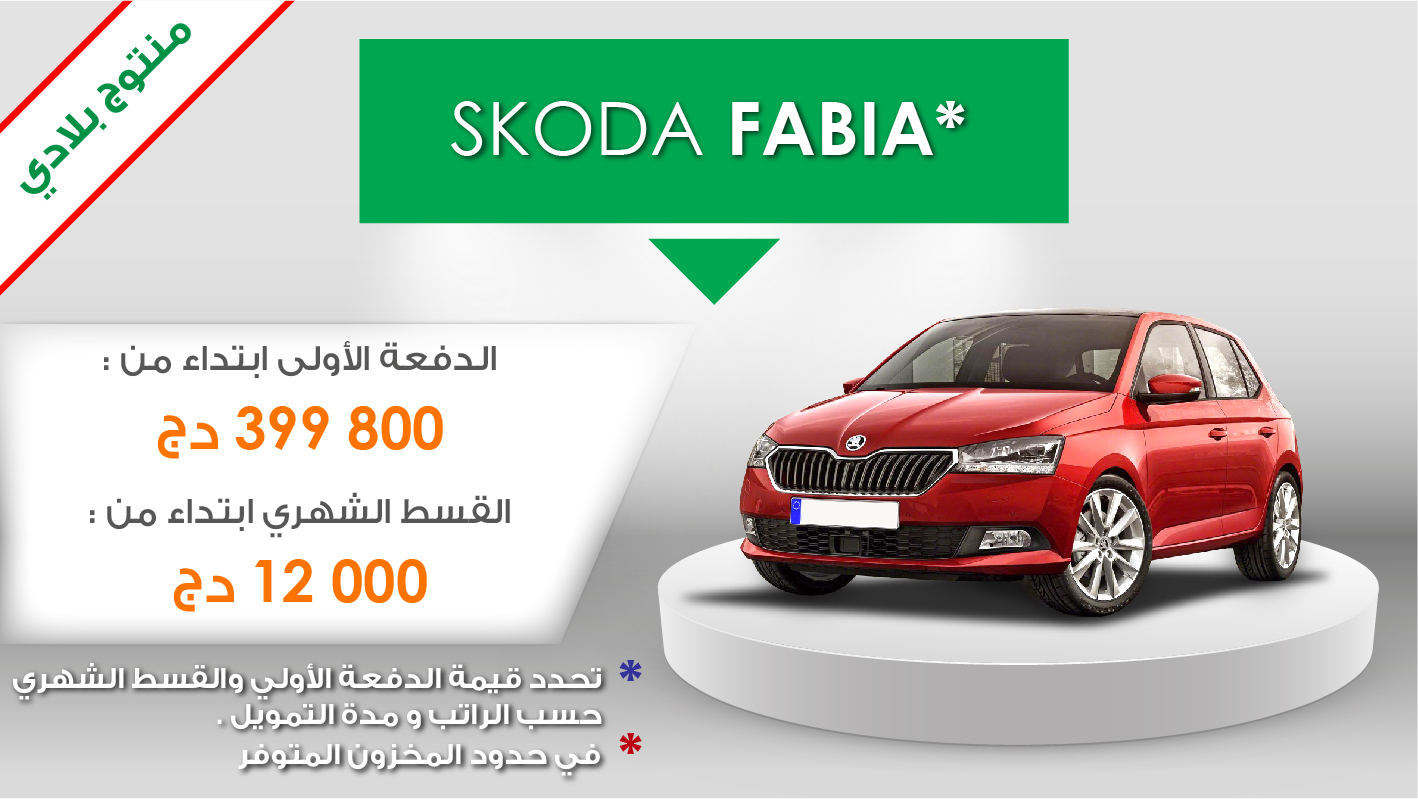 منتوج بلادي
SKODA FABIA*
الدفعة الأولى ابتداء من :
399 800 دج
القسط الشهري ابتداء من :
12 000 دج
* تحدد قيمة الدفعة الأولي والقسط الشهري
حسب الراتب و مدة التمويل .
* في حدود المخزون المتوفر